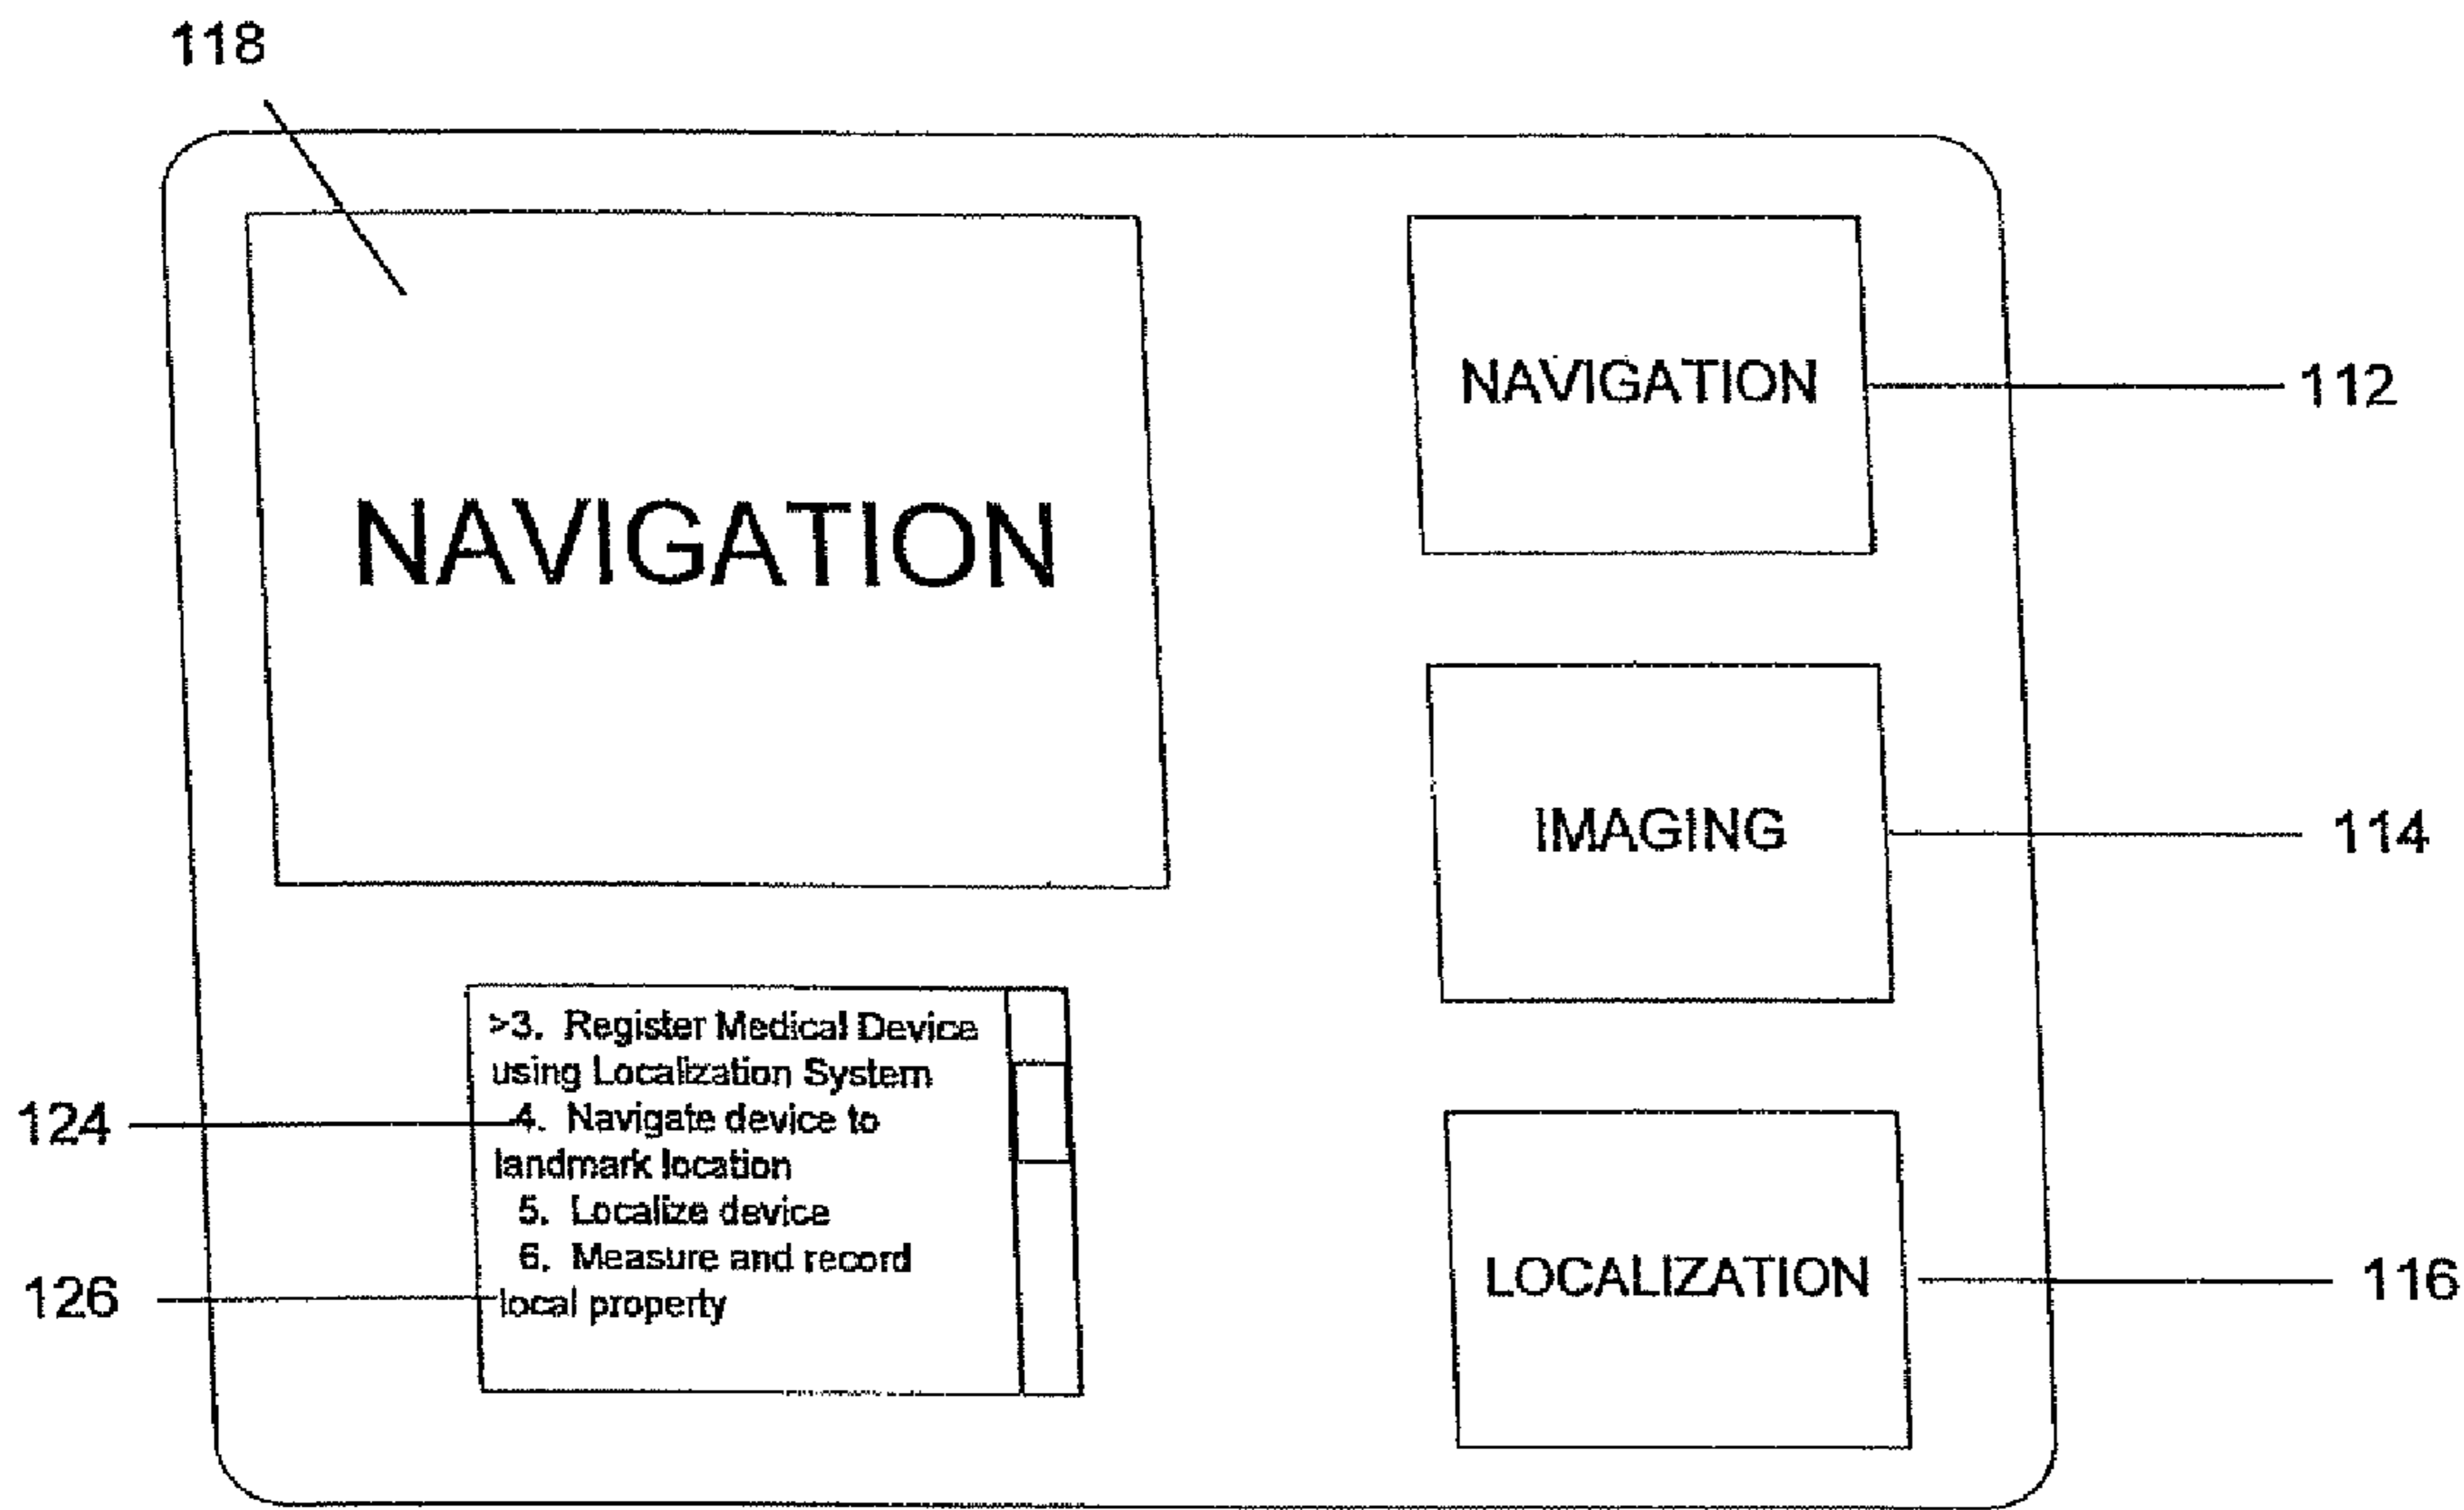 118
NAVIGATION
NAVIGATION
112
IMAGING
114
>3. Register Medical Device
using Localization System
4. Navigate device to
landmark location
5. Localize device
6. Measure and record
local property
124
126
LOCALIZATION
116